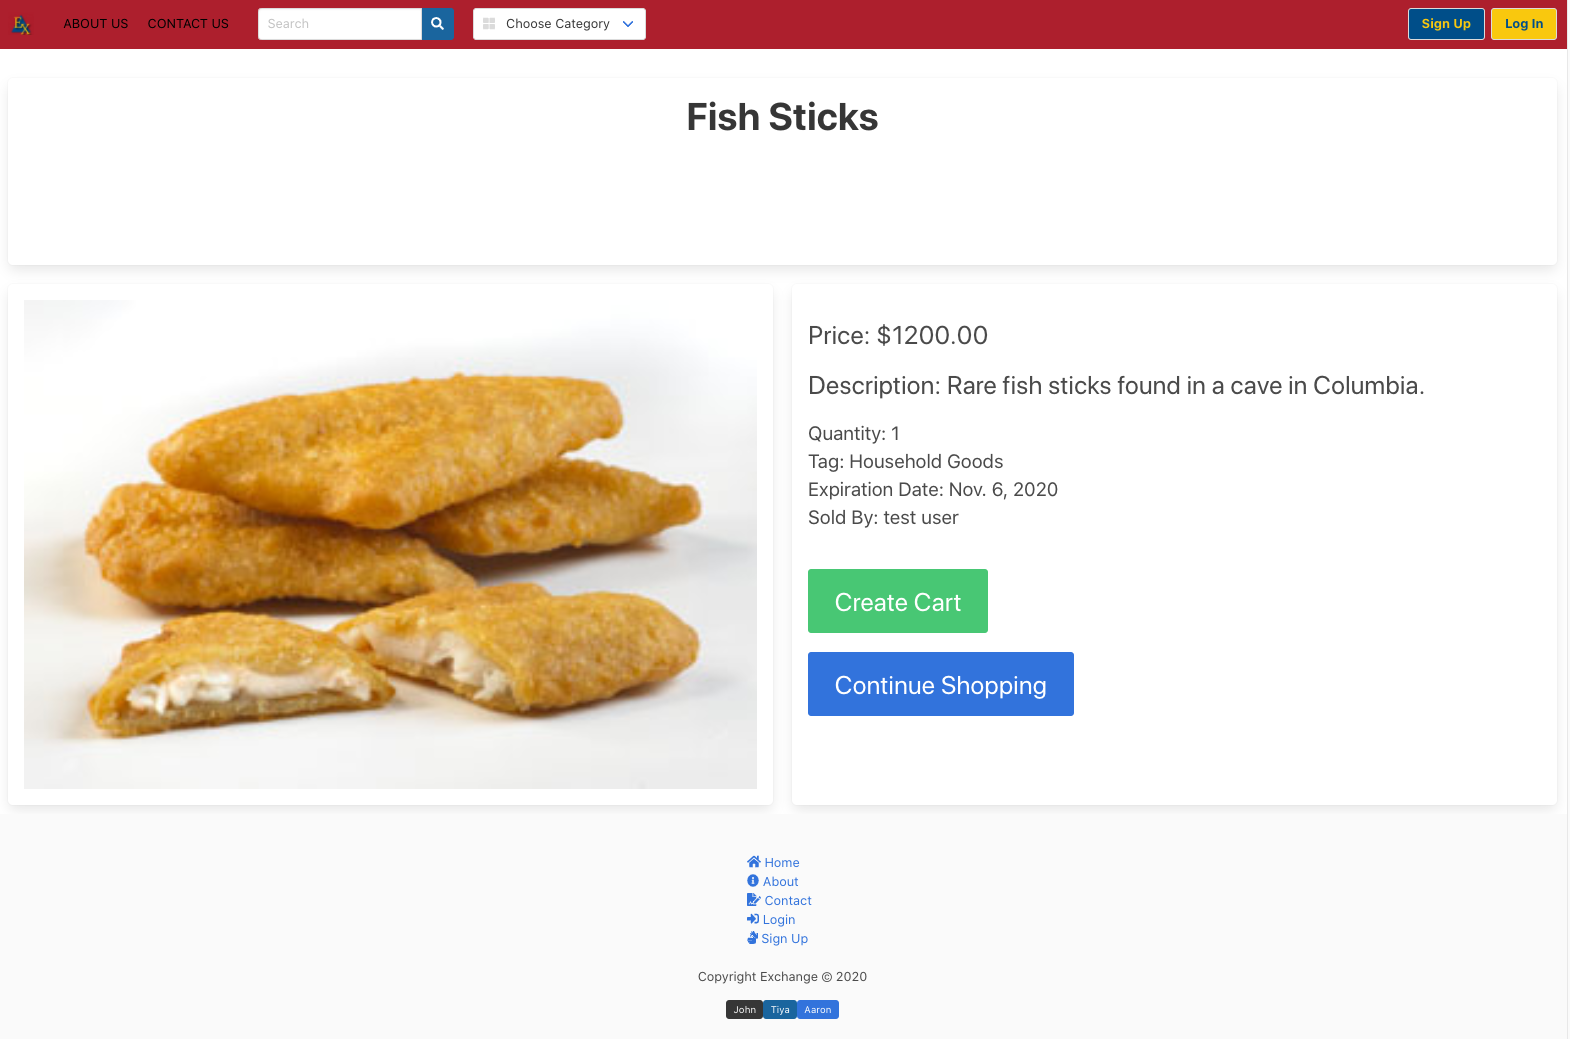 EX ABOUT US CONTACT US Search Choose Category Sign Up Log In
Fish Sticks
Price: $1200.00
Description: Rare fish sticks found in a cave in Columbia.
Quantity: 1
Tag: Household Goods
Expiration Date: Nov. 6, 2020
Sold By: test user
Create Cart
Continue Shopping
Home
About
Contact
Login
Sign Up
Copyright Exchange © 2020
John Tiya Aaron